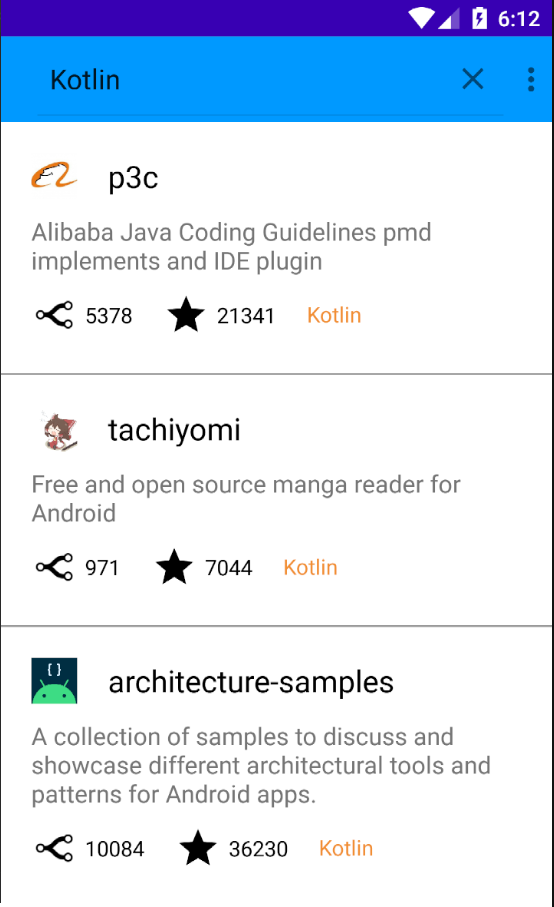 6:12
Kotlin
p3c
Alibaba Java Coding Guidelines pmd
implements and IDE plugin
5378 21341 Kotlin
tachiyomi
Free and open source manga reader for
Android
971 7044 Kotlin
{ }
architecture-samples
A collection of samples to discuss and
showcase different architectural tools and
patterns for Android apps.
10084 36230 Kotlin